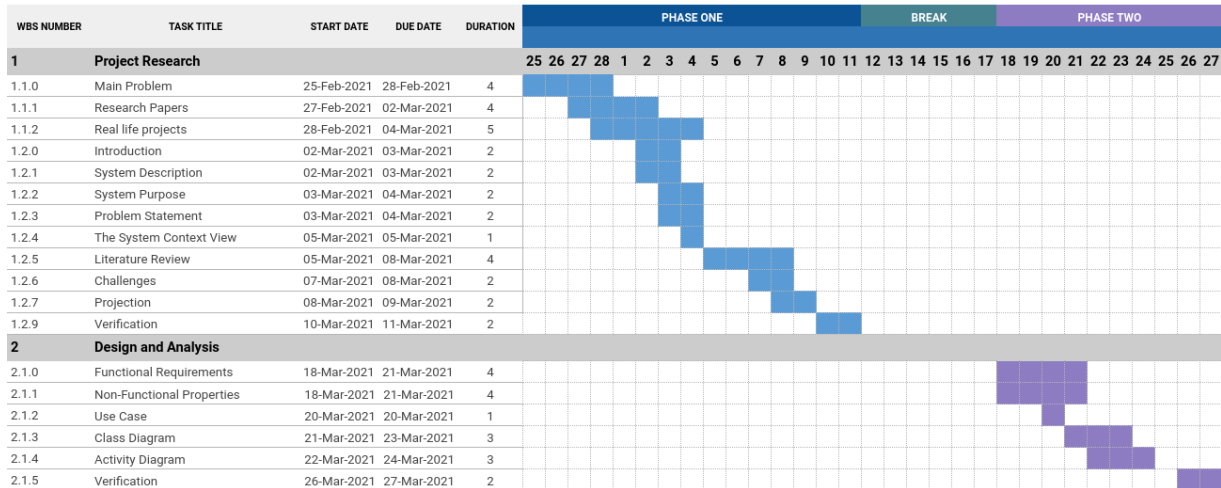 WBS NUMBER TASK TITLE START DATE DUE DATE DURATION PHASE ONE BREAK PHASE TWO
1 Project Research 25 26 27 28 1 2 3 4 5 6 7 8 9 10 11 12 13 14 15 16 17 18 19 20 21 22 23 24 25 26 27
1.1.0 Main Problem 25-Feb-2021 28-Feb-2021 4
1.1.1 Research Papers 27-Feb-2021 02-Mar-2021 4
1.1.2 Real life projects 28-Feb-2021 04-Mar-2021 5
1.2.0 Introduction 02-Mar-2021 03-Mar-2021 2
1.2.1 System Description 02-Mar-2021 03-Mar-2021 2
1.2.2 System Purpose 03-Mar-2021 04-Mar-2021 2
1.2.3 Problem Statement 03-Mar-2021 04-Mar-2021 2
1.2.4 The System Context View 05-Mar-2021 05-Mar-2021 1
1.2.5 Literature Review 05-Mar-2021 08-Mar-2021 4
1.2.6 Challenges 07-Mar-2021 08-Mar-2021 2
1.2.7 Projection 08-Mar-2021 09-Mar-2021 2
1.2.9 Verification 10-Mar-2021 11-Mar-2021 2
2 Design and Analysis
2.1.0 Functional Requirements 18-Mar-2021 21-Mar-2021 4
2.1.1 Non-Functional Properties 18-Mar-2021 21-Mar-2021 4
2.1.2 Use Case 20-Mar-2021 20-Mar-2021 1
2.1.3 Class Diagram 21-Mar-2021 23-Mar-2021 3
2.1.4 Activity Diagram 22-Mar-2021 24-Mar-2021 3
2.1.5 Verification 26-Mar-2021 27-Mar-2021 2